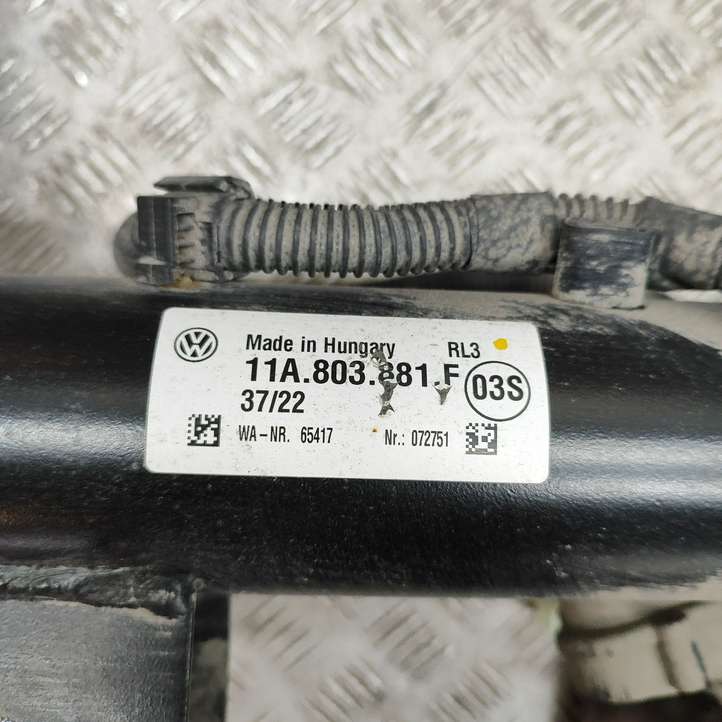 Made in Hungary RL3
11A.803.881.F 03S
37/22
WA-NR. 65417 Nr.: 072751